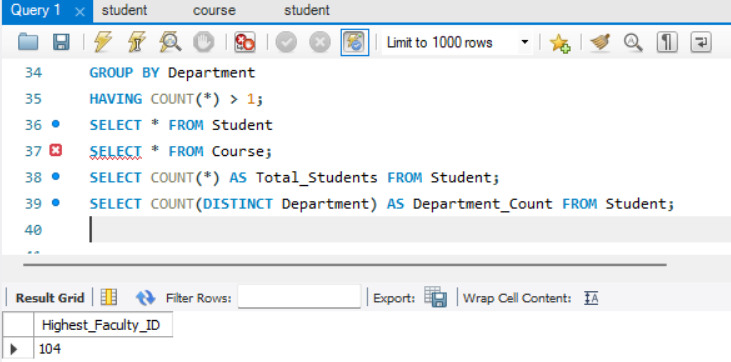 Query 1 student course student
Limit to 1000 rows
34 GROUP BY Department
35 HAVING COUNT(*) > 1;
36 SELECT * FROM Student
37 SELECT * FROM Course;
38 SELECT COUNT(*) AS Total_Students FROM Student;
39 SELECT COUNT(DISTINCT Department) AS Department_Count FROM Student;
40
Result Grid Filter Rows: Export: Wrap Cell Content:
Highest_Faculty_ID
104